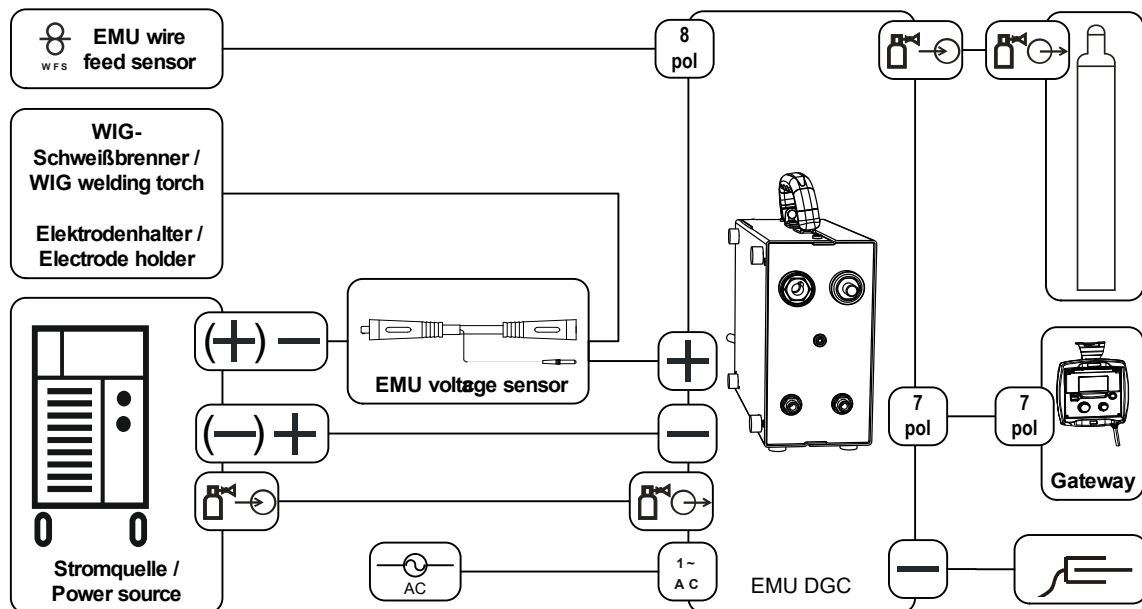 EMU wire
feed sensor
WFS
8
pol
WIG-
Schweißbrenner /
WIG welding torch
Elektrodenhalter /
Electrode holder
(+) −
EMU voltage sensor
+
(−) +
−
7
pol
7
pol
Gateway
Stromquelle /
Power source
AC
1~
AC
EMU DGC
−